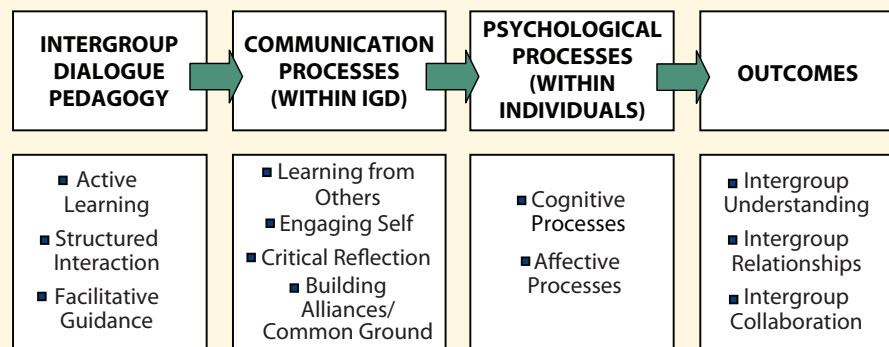 INTERGROUP
DIALOGUE
PEDAGOGY
COMMUNICATION
PROCESSES
(WITHIN IGD)
PSYCHOLOGICAL
PROCESSES
(WITHIN
INDIVIDUALS)
OUTCOMES
Active
Learning
Structured
Interaction
Facilitative
Guidance
Learning from
Others
Engaging Self
Critical Reflection
Building
Alliances/
Common Ground
Cognitive
Processes
Affective
Processes
Intergroup
Understanding
Intergroup
Relationships
Intergroup
Collaboration